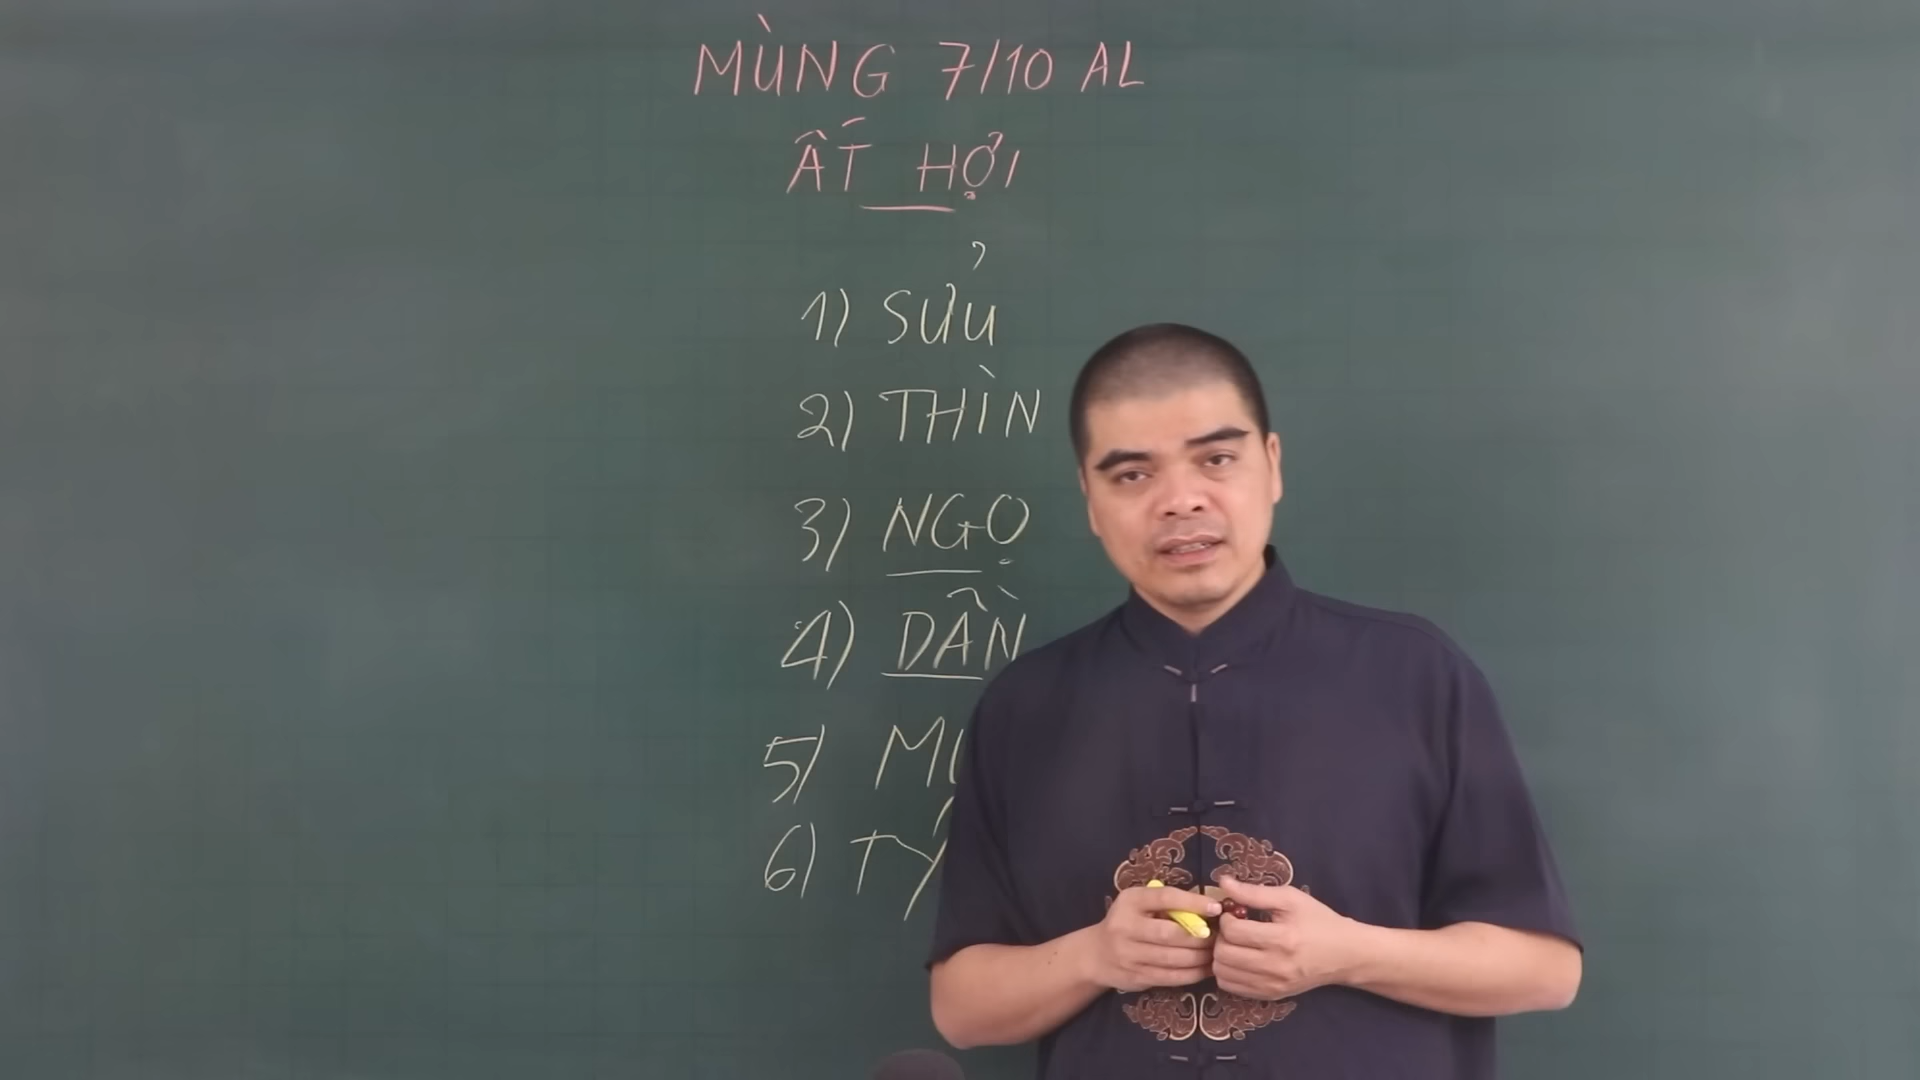 MÙNG 7/10 AL
ẤT HỢI
1) SỬU
2) THÌN
3) NGỌ
4) DẦN
5)
6) TÝ